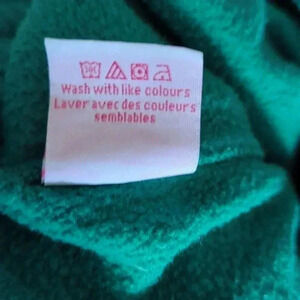 Wash with like colours
Laver avec des couleurs
semblables